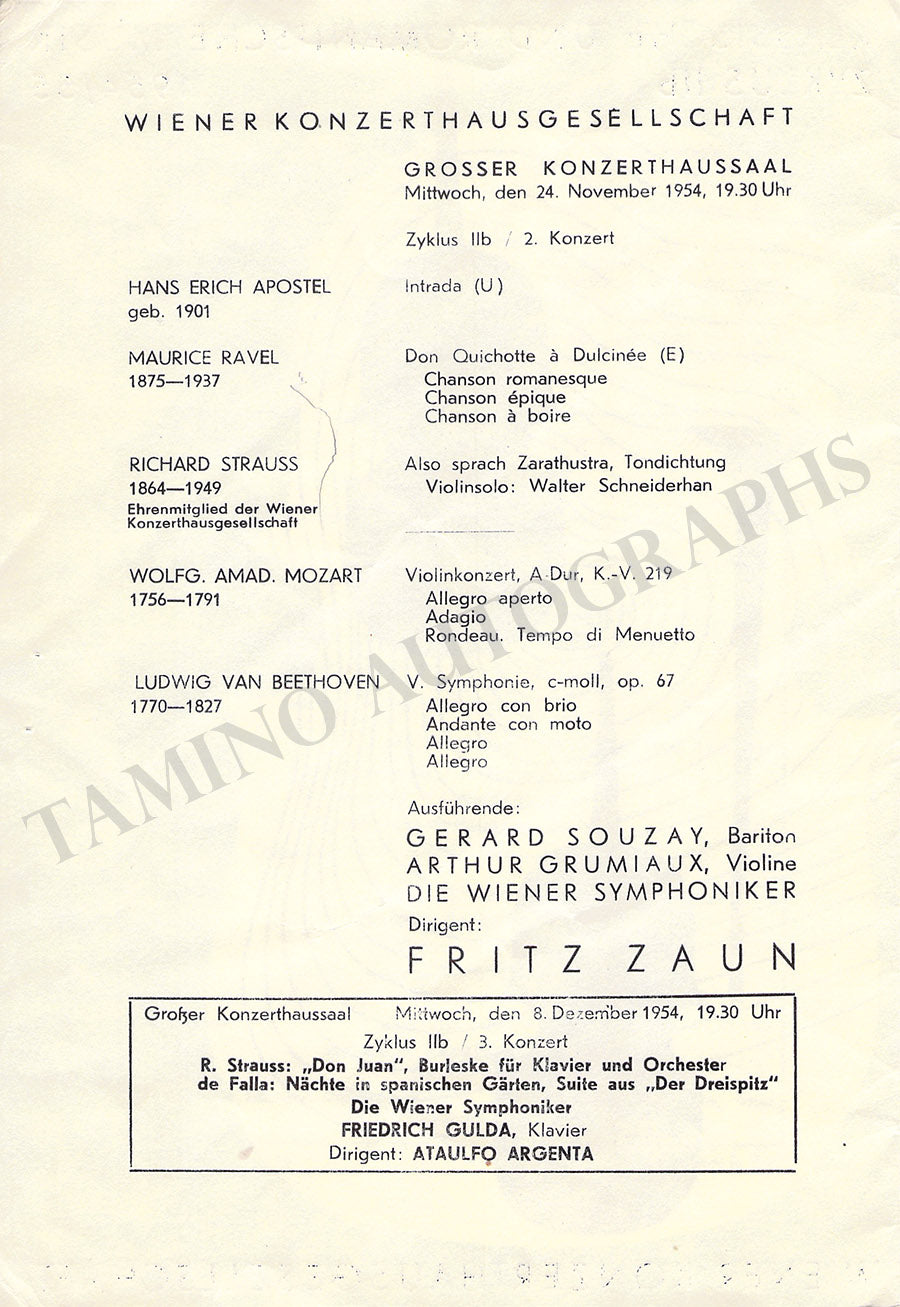 WIENER KONZERTHAUSGESELLSCHAFT
GROSSER KONZERTHAUSSAAL
Mittwoch, den 24. November 1954, 19.30 Uhr
Zyklus IIb / 2. Konzert
HANS ERICH APOSTEL Intrada (U)
geb. 1901
MAURICE RAVEL Don Quichotte à Dulcinée (E)
1875—1937 Chanson romanesque
Chanson épique
Chanson à boire
RICHARD STRAUSS Also sprach Zarathustra, Tondichtung
1864—1949 Violinsolo: Walter Schneiderhan
Ehrenmitglied der Wiener
Konzerthausgesellschaft
WOLFG. AMAD. MOZART Violinkonzert, A-Dur, K.-V. 219
1756—1791 Allegro aperto
Adagio
Rondeau. Tempo di Menuetto
LUDWIG VAN BEETHOVEN V. Symphonie, c-moll, op. 67
1770—1827 Allegro con brio
Andante con moto
Allegro
Allegro
Ausführende:
GERARD SOUZAY, Bariton
ARTHUR GRUMIAUX, Violine
DIE WIENER SYMPHONIKER
Dirigent:
FRITZ ZAUN
Großer Konzerthaussaal Mittwoch, den 8. Dezember 1954, 19.30 Uhr
Zyklus IIb / 3. Konzert
R. Strauss: „Don Juan“, Burleske für Klavier und Orchester
de Falla: Nächte in spanischen Gärten, Suite aus „Der Dreispitz“
Die Wiener Symphoniker
FRIEDRICH GULDA, Klavier
Dirigent: ATAULFO ARGENTA
TAMINO AUTOGRAPHS